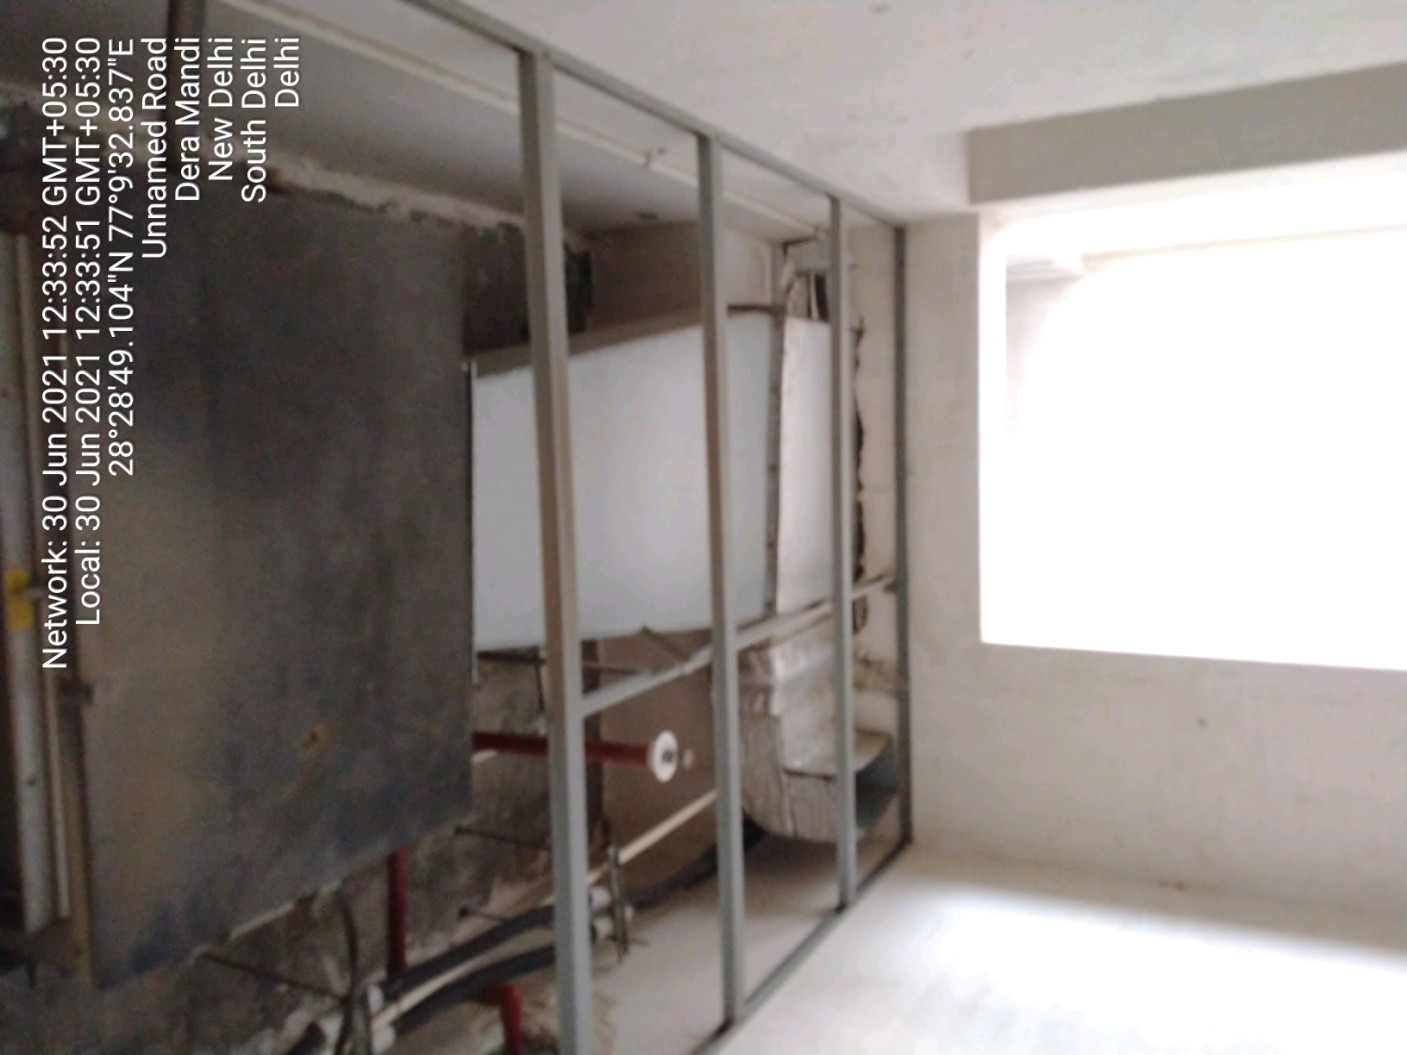 Network: 30 Jun 2021 12:33:52 GMT+05:30
Local: 30 Jun 2021 12:33:51 GMT+05:30
28°28'49.104"N 77°9'32.837"E
Unnamed Road
Dera Mandi
New Delhi
South Delhi
Delhi